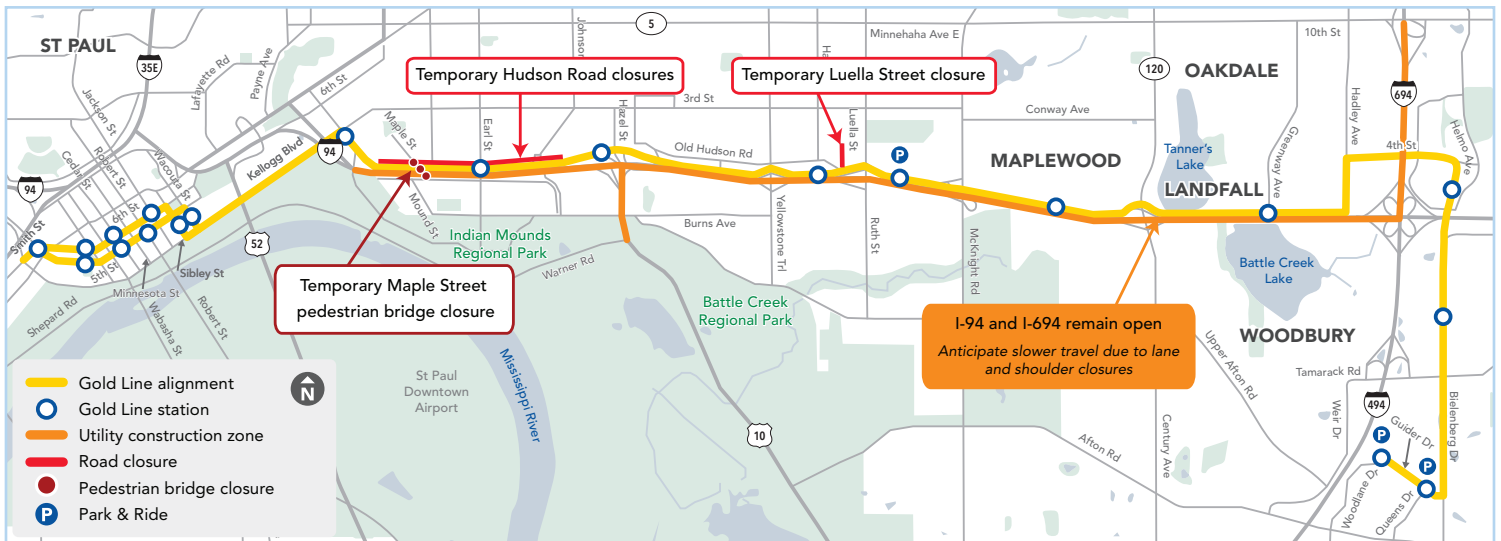 ST PAUL
35E
Lafayette Rd
Payne Ave
6th St
Johnson
5
Minnehaha Ave E
10th St
120
OAKDALE
694
Temporary Hudson Road closures
Temporary Luella Street closure
3rd St
Conway Ave
Jackson St
Robert St
Cedar St
Wacouta St
Kellogg Blvd
94
Maple St
Earl St
Hazel St
Ha
Luella St
Old Hudson Rd
P
MAPLEWOOD
Tanner's
Lake
LANDFALL
Greenway Ave
Hadley Ave
4th St
Helmo Ave
94
6th St
5th St
Smith St
52
Mound St
Indian Mounds
Regional Park
Burns Ave
Yellowstone Trl
Ruth St
McKnight Rd
Warner Rd
Battle Creek
Lake
Sibley St
Minnesota St
Wabasha St
Robert St
Shepard Rd
Temporary Maple Street
pedestrian bridge closure
Battle Creek
Regional Park
I-94 and I-694 remain open
Anticipate slower travel due to lane
and shoulder closures
WOODBURY
Upper Afton Rd
Tamarack Rd
St Paul
Downtown
Airport
Mississippi River
10
Afton Rd
Century Ave
Weir Dr
494
Bielenberg Dr
P
Guider Dr
P
Woodlane Dr
Queens Dr
Gold Line alignment
N
Gold Line station
Utility construction zone
Road closure
Pedestrian bridge closure
P
Park & Ride